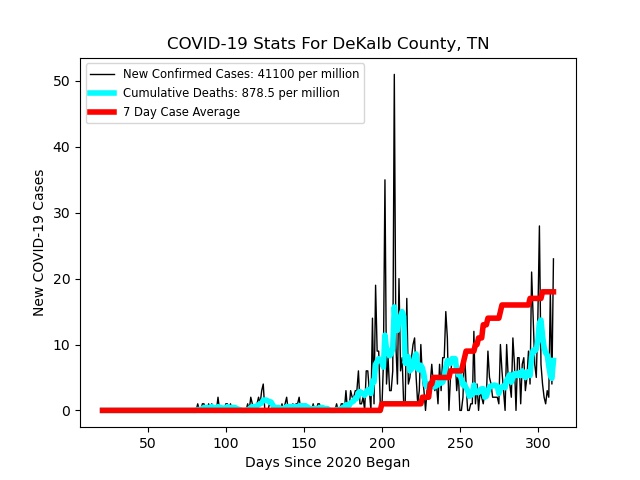 COVID-19 Stats For DeKalb County, TN
New Confirmed Cases: 41100 per million
Cumulative Deaths: 878.5 per million
7 Day Case Average
New COVID-19 Cases
50
40
30
20
10
0
50 100 150 200 250 300
Days Since 2020 Began